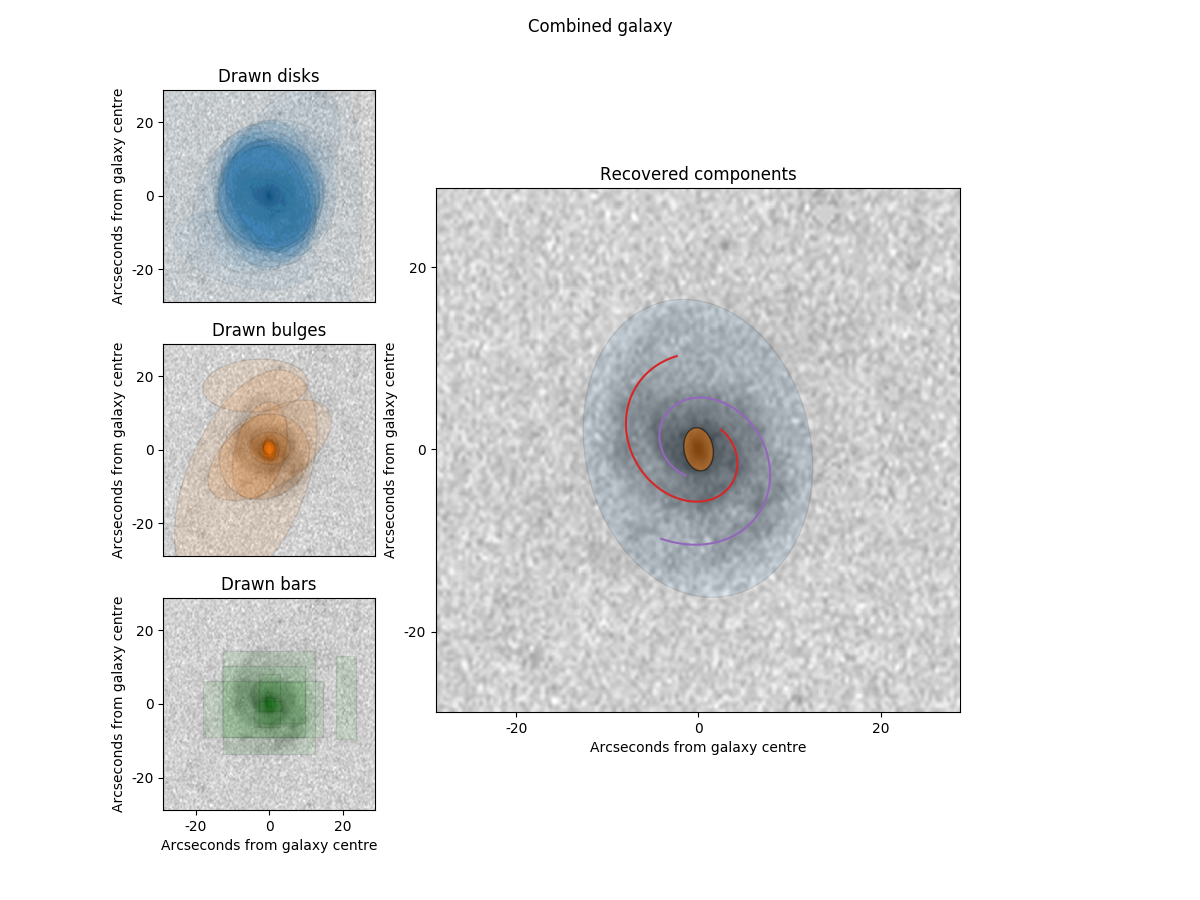 Combined galaxy
Drawn disks
Arcseconds from galaxy centre
20
0
-20
Drawn bulges
Arcseconds from galaxy centre
20
0
-20
Drawn bars
Arcseconds from galaxy centre
20
0
-20
-20 0 20
Arcseconds from galaxy centre
Recovered components
Arcseconds from galaxy centre
20
0
-20
-20 0 20
Arcseconds from galaxy centre